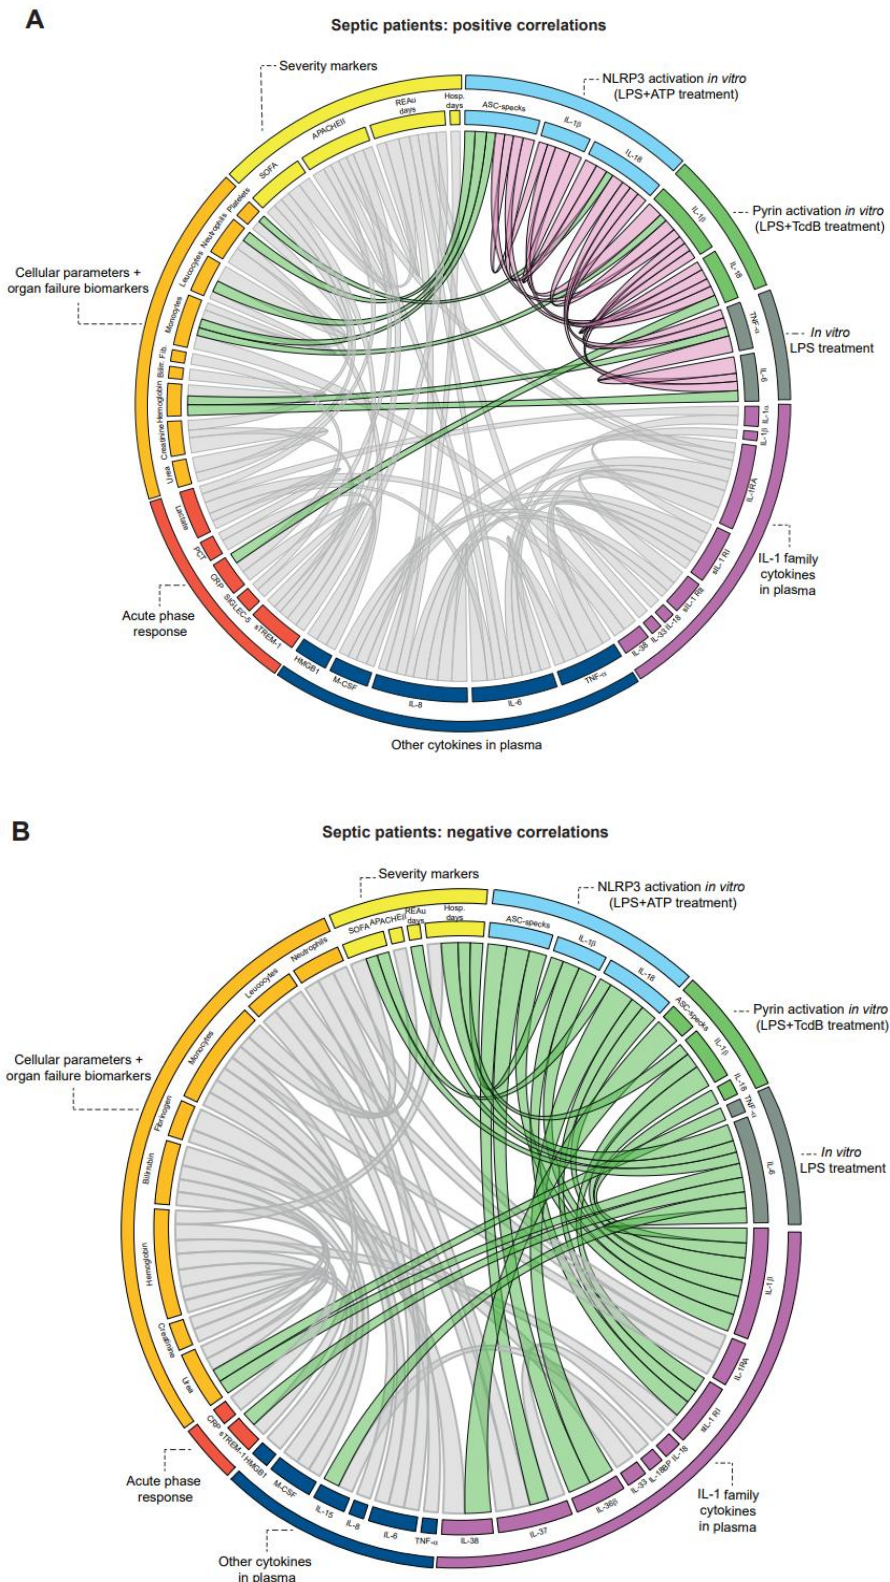 A
Septic patients: positive correlations
Severity markers
NLRP3 activation in vitro
(LPS+ATP treatment)
Pyrin activation in vitro
(LPS+TcdB treatment)
In vitro
LPS treatment
IL-1 family
cytokines
in plasma
Other cytokines in plasma
Acute phase
response
Cellular parameters +
organ failure biomarkers
ASC-specks
IL-1β
IL-18
IL-1β
IL-18
TNF-α
IL-6
IL-1α
IL-1β
IL-1RA
sIL-1 RI
sIL-1 RII
IL-18
IL-33
IL-38
TNF-α
IL-6
IL-8
M-CSF
HMGB1
sTREM-1
SIGLEC-5
CRP
PCT
Lactate
Urea
Creatinine
Hemoglobin
Bilirr.
Fib.
Monocytes
Leucocytes
Neutrophils
Platelets
SOFA
APACHEII
REAu
days
Hosp.
days
B
Septic patients: negative correlations
Severity markers
NLRP3 activation in vitro
(LPS+ATP treatment)
Pyrin activation in vitro
(LPS+TcdB treatment)
In vitro
LPS treatment
IL-1 family
cytokines
in plasma
Other cytokines
in plasma
Acute phase
response
Cellular parameters +
organ failure biomarkers
ASC-specks
IL-1β
IL-18
ASC-specks
IL-1β
IL-18
TNF-α
IL-6
IL-1β
IL-1RA
sIL-1 RI
IL-18
IL-18BP
IL-33
IL-36β
IL-37
IL-38
TNF-α
IL-6
IL-8
IL-15
M-CSF
HMGB1
sTREM-1
CRP
Urea
Creatinine
Hemoglobin
Bilirrubin
Fibrinogen
Monocytes
Leucocytes
Neutrophils
SOFA
APACHEII
REAu
days
Hosp.
days